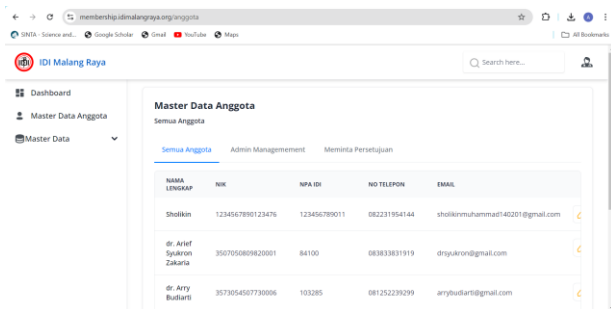 membership.idimalangraya.org/anggota
SINTA - Science and... Google Scholar Gmail YouTube Maps All Bookmarks
IDI Malang Raya Search here...
Dashboard
Master Data Anggota
Master Data
Master Data Anggota
Semua Anggota
Semua Anggota Admin Managemement Meminta Persetujuan
NAMA LENGKAP NIK NPA IDI NO TELEPON EMAIL
Sholikin 1234567890123476 123456789011 082231954144 sholikinmuhammad140201@gmail.com
dr. Arief Syukron Zakaria 3507050809820001 84100 083833831919 drsyukron@gmail.com
dr. Arry Budiarti 3573054507730006 103285 081252239299 arrybudiarti@gmail.com